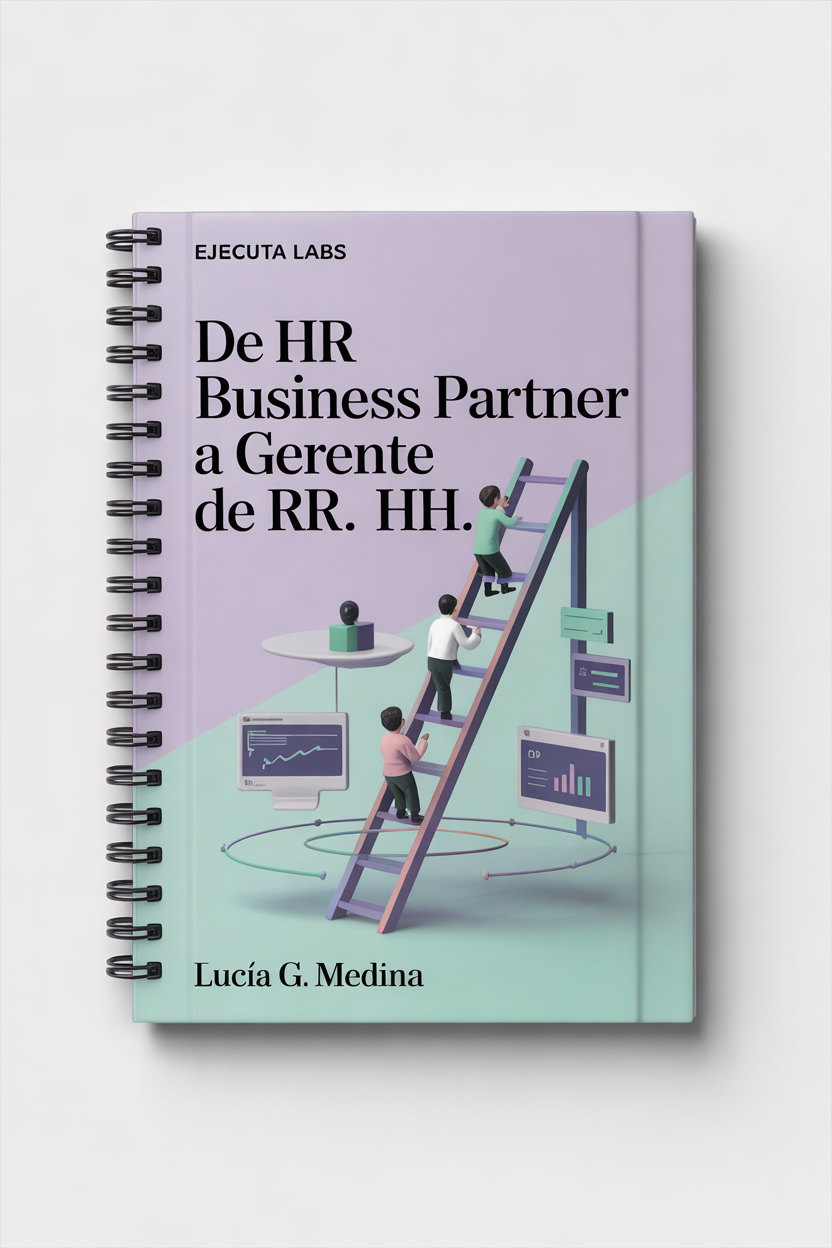 EJECUTA LABS
De HR
Business Partner
a Gerente
de RR. HH.
Lucía G. Medina